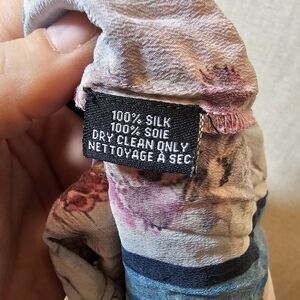 100% SILK
100% SOIE
DRY CLEAN ONLY
NETTOYAGE A SEC